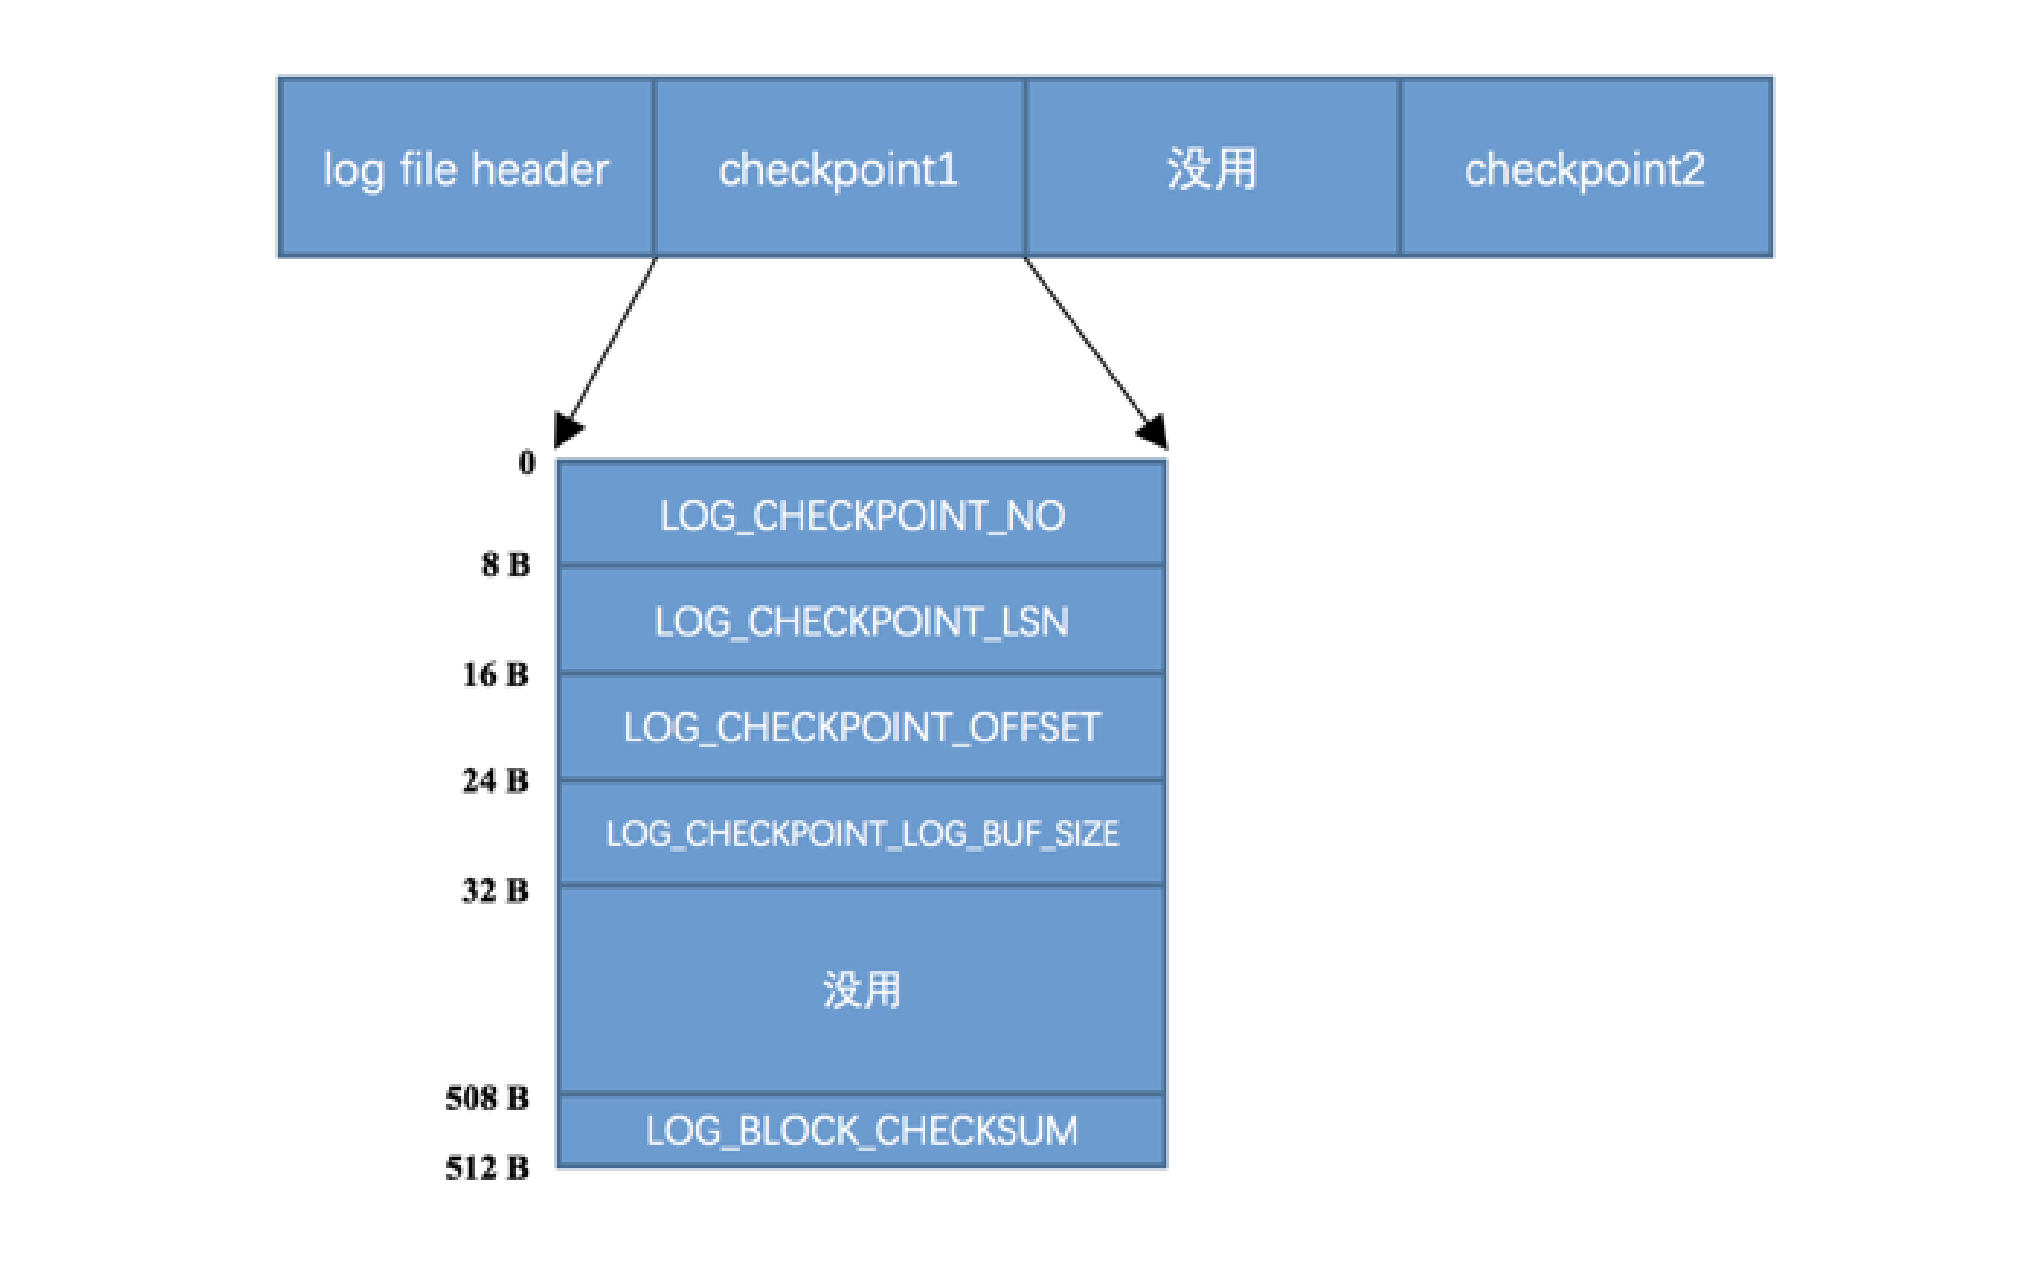 log file header
checkpoint1
没用
checkpoint2
0
LOG_CHECKPOINT_NO
8 B
LOG_CHECKPOINT_LSN
16 B
LOG_CHECKPOINT_OFFSET
24 B
LOG_CHECKPOINT_LOG_BUF_SIZE
32 B
没用
508 B
LOG_BLOCK_CHECKSUM
512 B